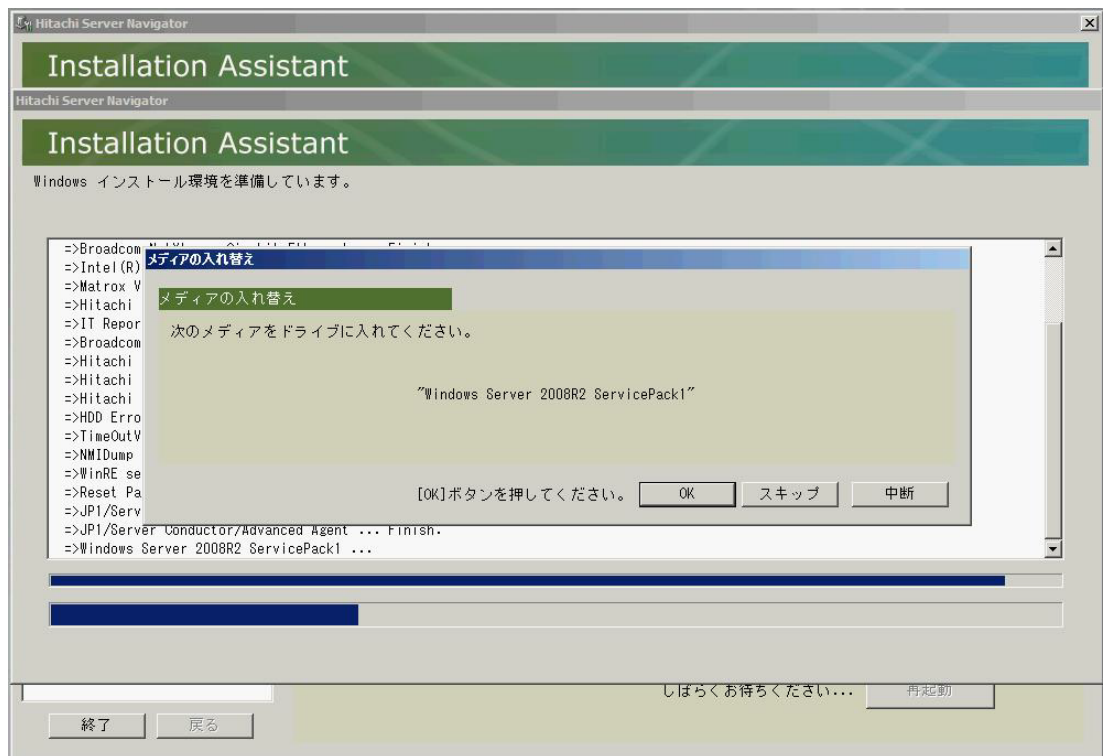 Hitachi Server Navigator
Installation Assistant
Hitachi Server Navigator
Installation Assistant
Windows インストール環境を準備しています。
=>Broadcom
=>Intel(R)
=>Matrox V
=>Hitachi
=>IT Repor
=>Broadcom
=>Hitachi
=>Hitachi
=>Hitachi
=>HDD Erro
=>TimeOutV
=>NMIDump
=>WinRE se
=>Reset Pa
=>JP1/Serv
=>JP1/Server Conductor/Advanced Agent ... Finish.
=>Windows Server 2008R2 ServicePack1 ...
メディアの入れ替え
メディアの入れ替え
次のメディアをドライブに入れてください。
"Windows Server 2008R2 ServicePack1"
[OK]ボタンを押してください。 OK スキップ 中断
しばらくお待ちください... 再起動
終了 戻る